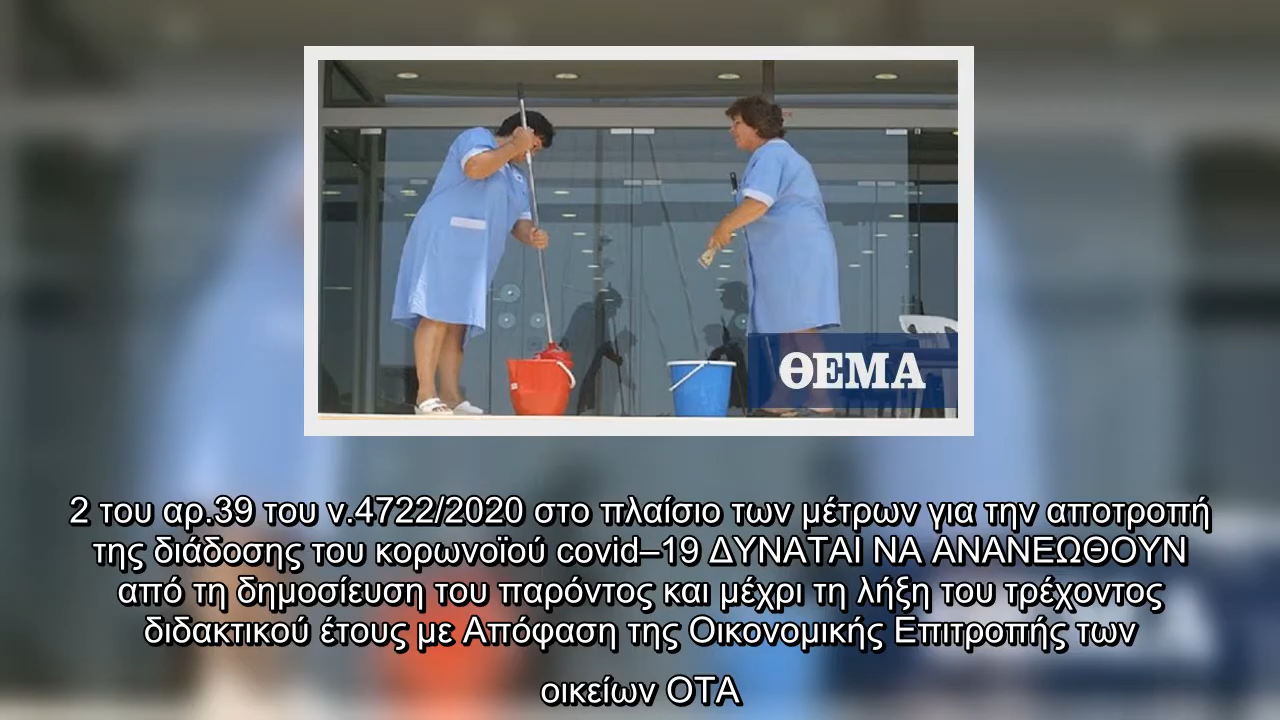 ΘΕΜΑ
2 του αρ.39 του ν.4722/2020 στο πλαίσιο των μέτρων για την αποτροπή
της διάδοσης του κορωνοϊού covid–19 ΔΥΝΑΤΑΙ ΝΑ ΑΝΑΝΕΩΘΟΥΝ
από τη δημοσίευση του παρόντος και μέχρι τη λήξη του τρέχοντος
διδακτικού έτους με Απόφαση της Οικονομικής Επιτροπής των
οικείων ΟΤΑ